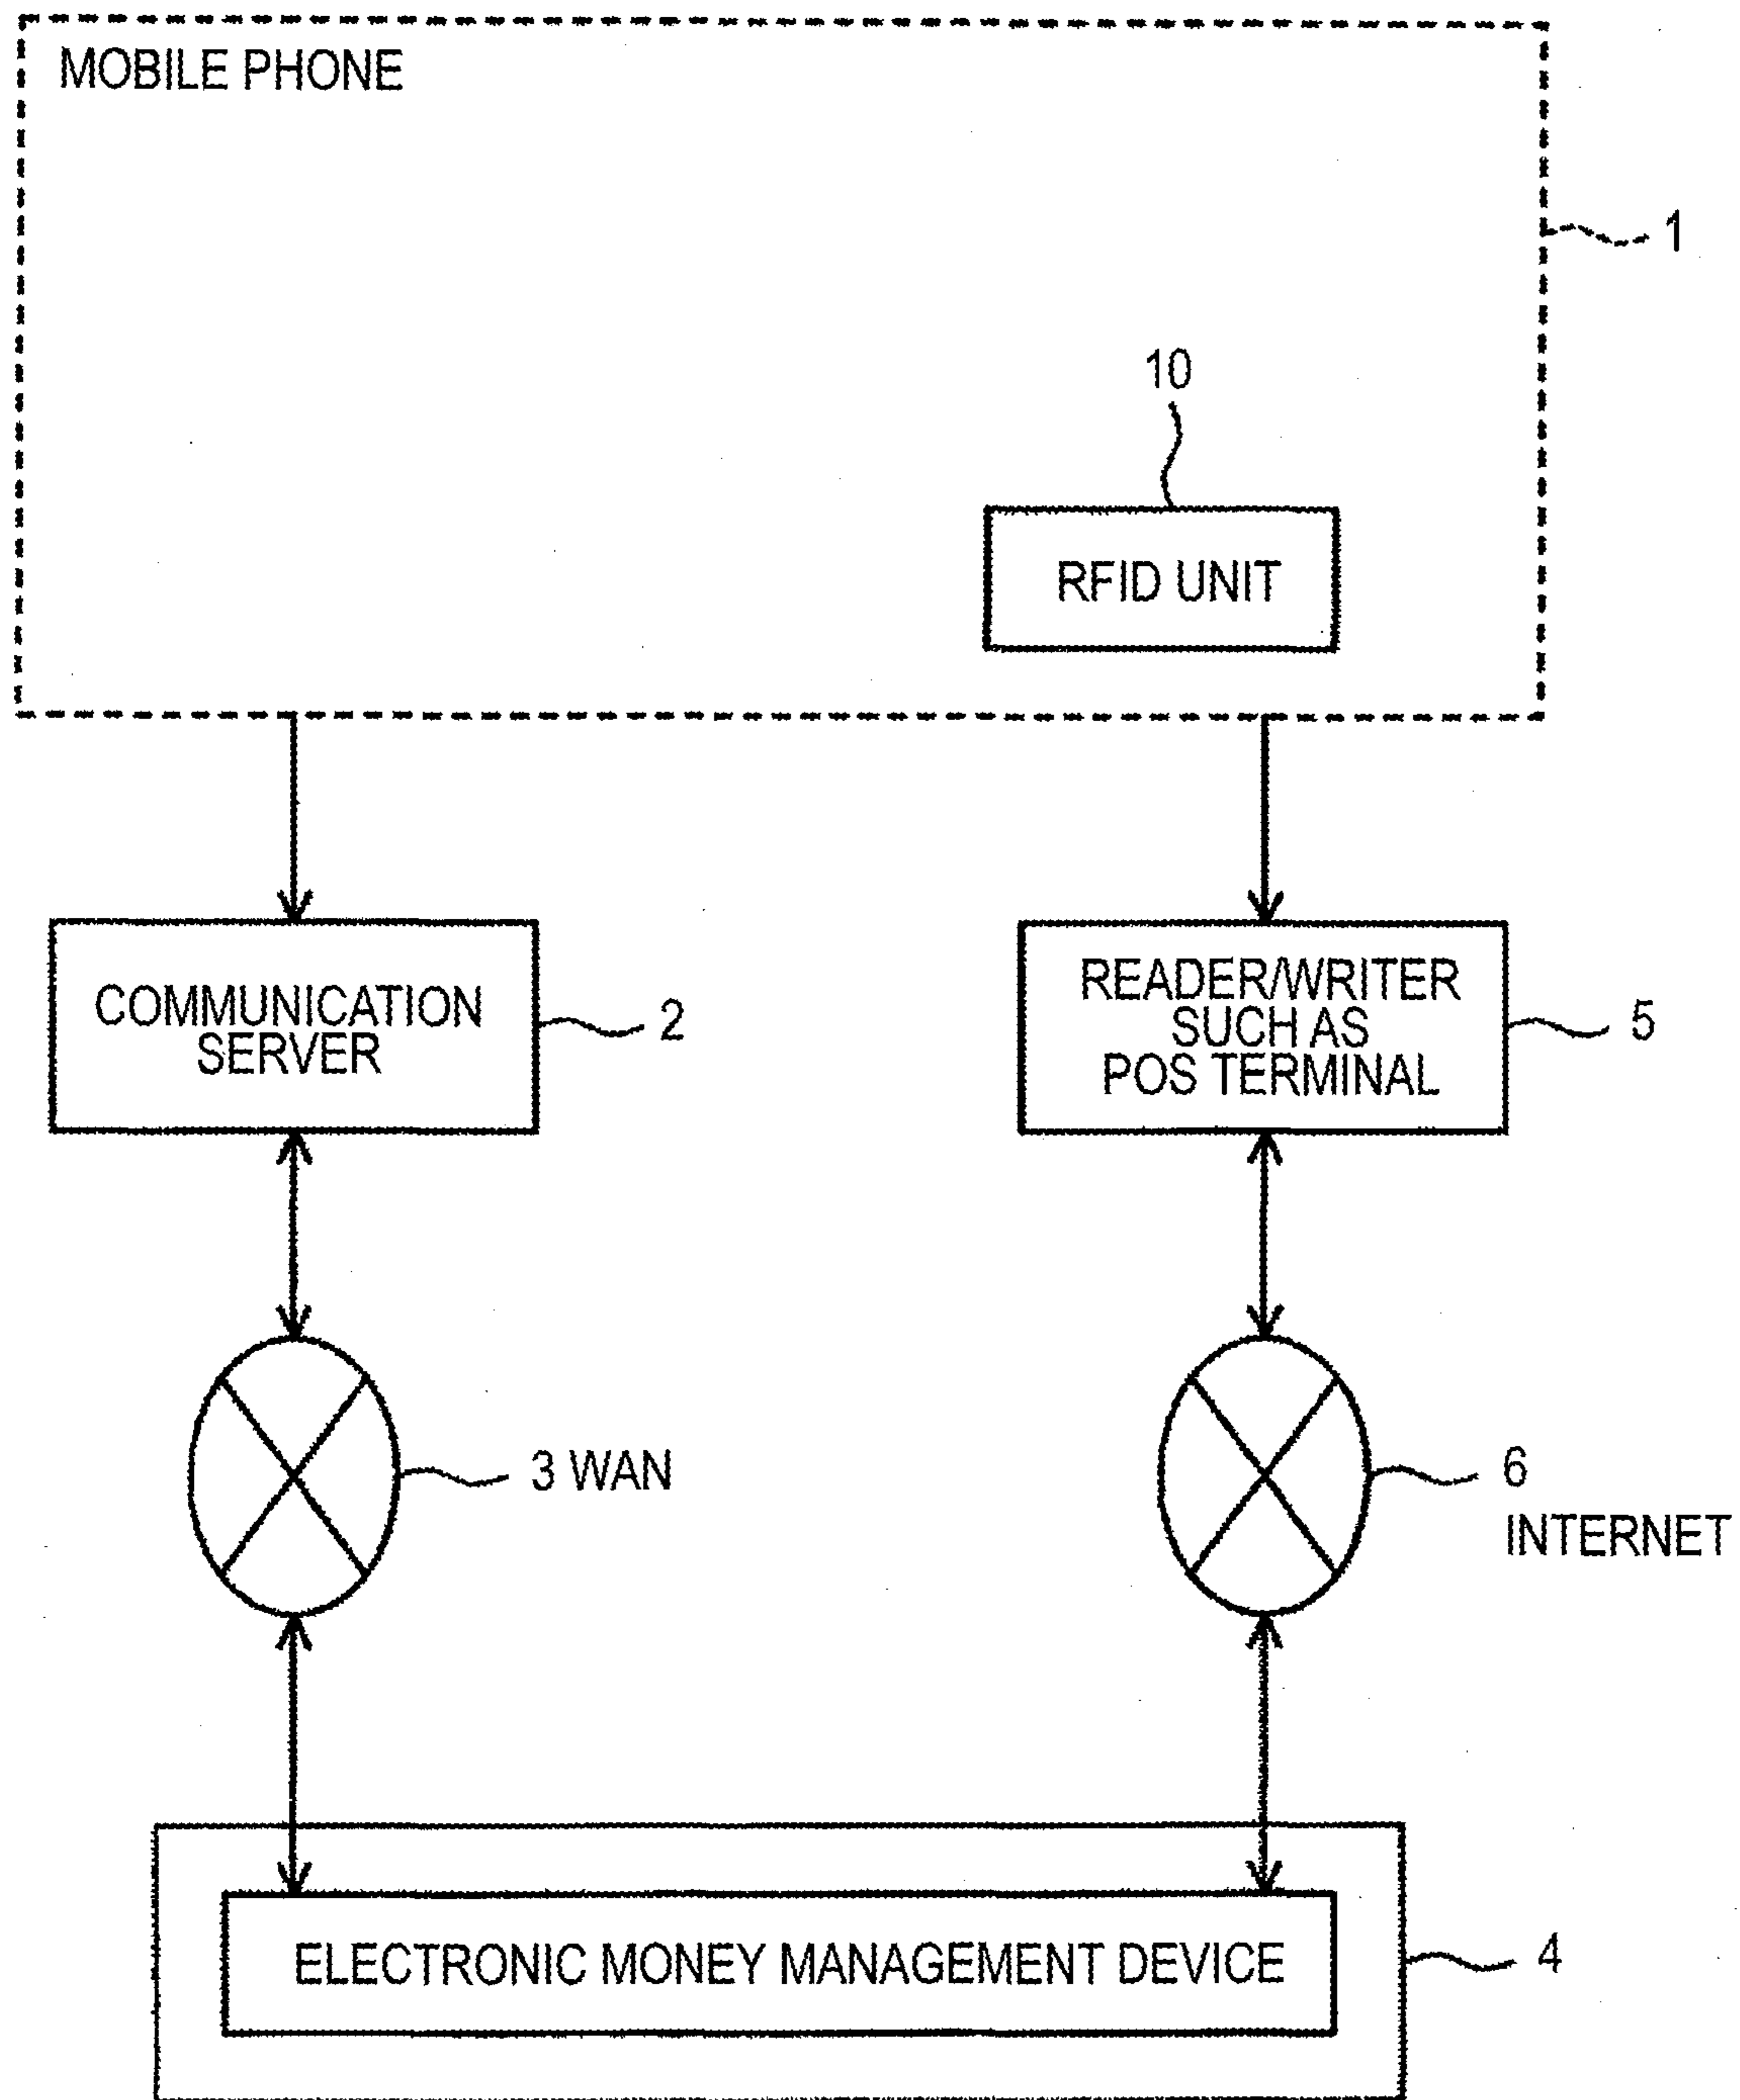 MOBILE PHONE
1
10
RFID UNIT
COMMUNICATION
SERVER
2
READER/WRITER
SUCH AS
POS TERMINAL
5
3 WAN
6
INTERNET
ELECTRONIC MONEY MANAGEMENT DEVICE
4